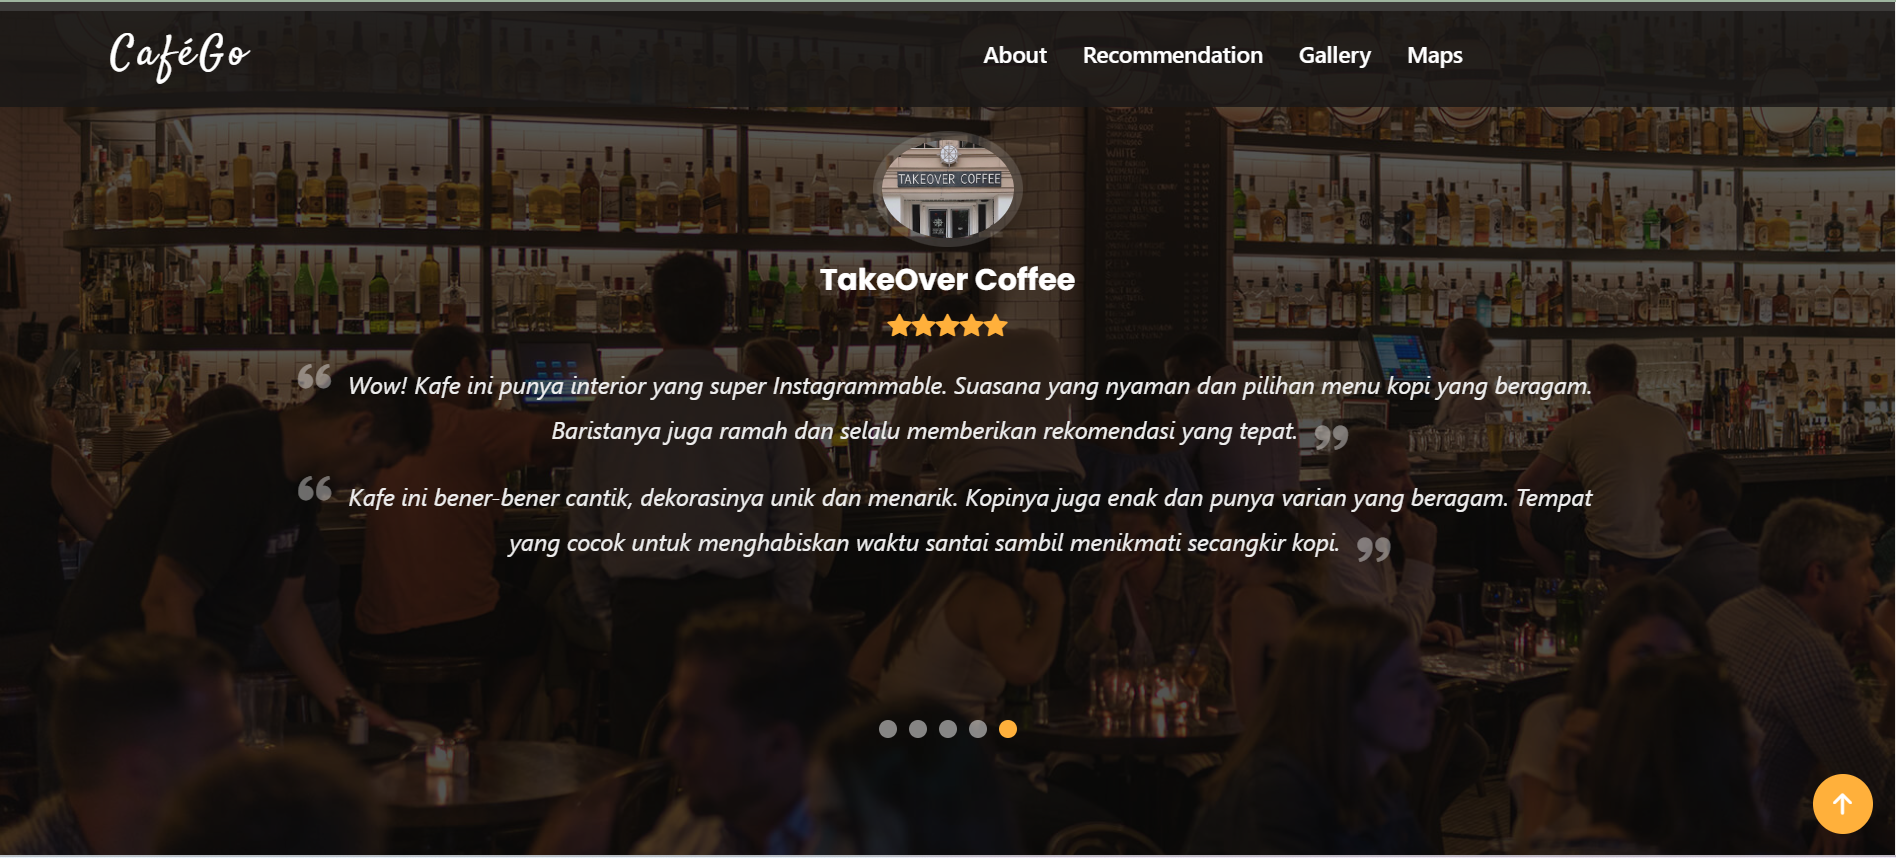 CaféGo
About Recommendation Gallery Maps
TAKEOVER COFFEE
WHITE
TakeOver Coffee
“ Wow! Kafe ini punya interior yang super Instagrammable. Suasana yang nyaman dan pilihan menu kopi yang beragam.
Baristanya juga ramah dan selalu memberikan rekomendasi yang tepat. ”
“ Kafe ini bener-bener cantik, dekorasinya unik dan menarik. Kopinya juga enak dan punya varian yang beragam. Tempat
yang cocok untuk menghabiskan waktu santai sambil menikmati secangkir kopi. ”